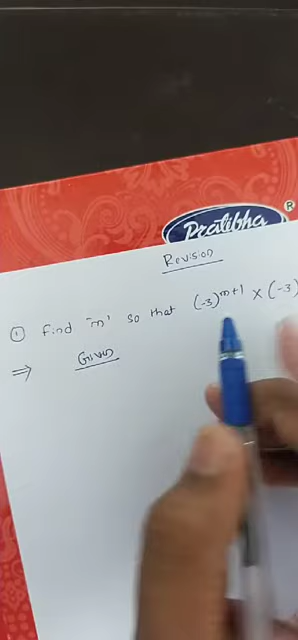 Pratibha ®
Revision
① find 'm' so that (-3)^m+1 × (-3)
⇒ Given